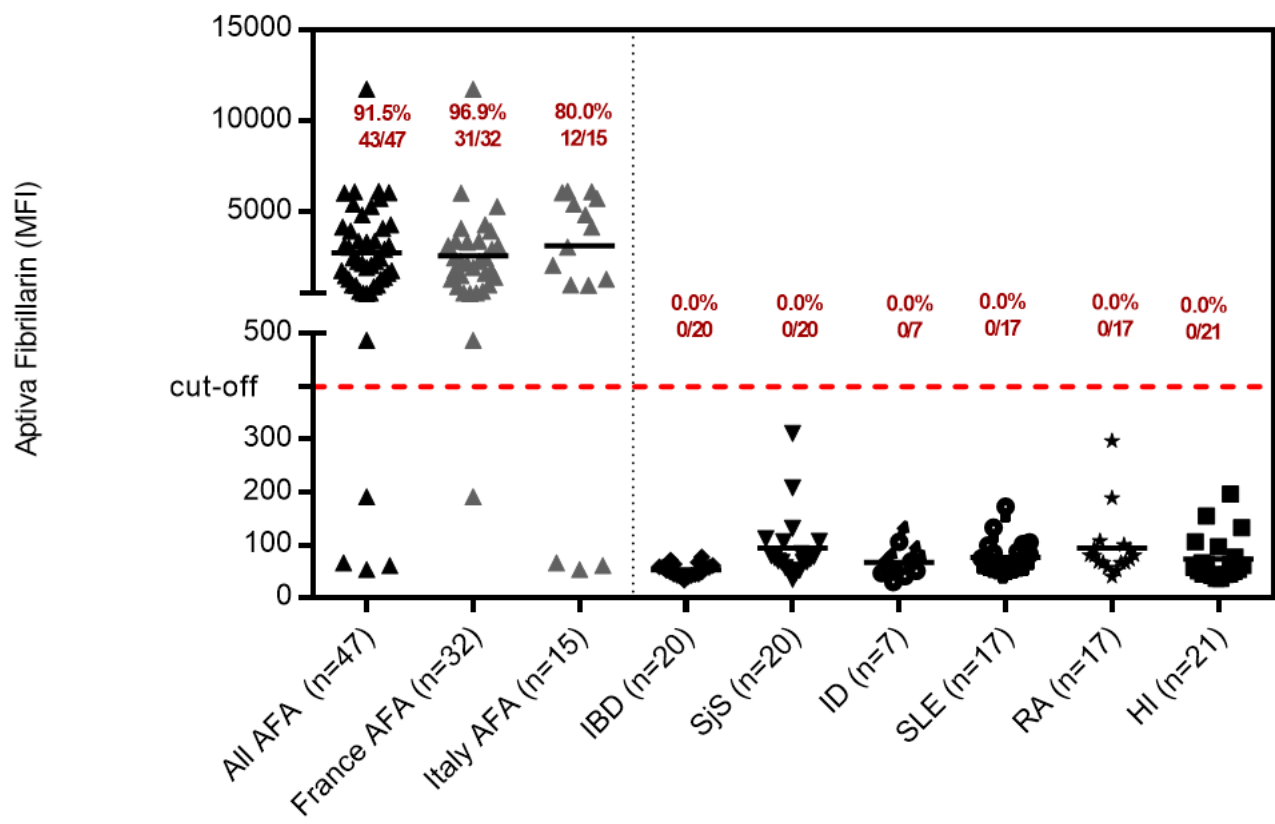 15000
10000
5000
500
cut-off
300
200
100
0
Aptiva Fibrillarin (MFI)
91.5%
43/47
96.9%
31/32
80.0%
12/15
0.0%
0/20
0.0%
0/20
0.0%
0/7
0.0%
0/17
0.0%
0/17
0.0%
0/21
All AFA (n=47)
France AFA (n=32)
Italy AFA (n=15)
IBD (n=20)
SjS (n=20)
ID (n=7)
SLE (n=17)
RA (n=17)
HI (n=21)